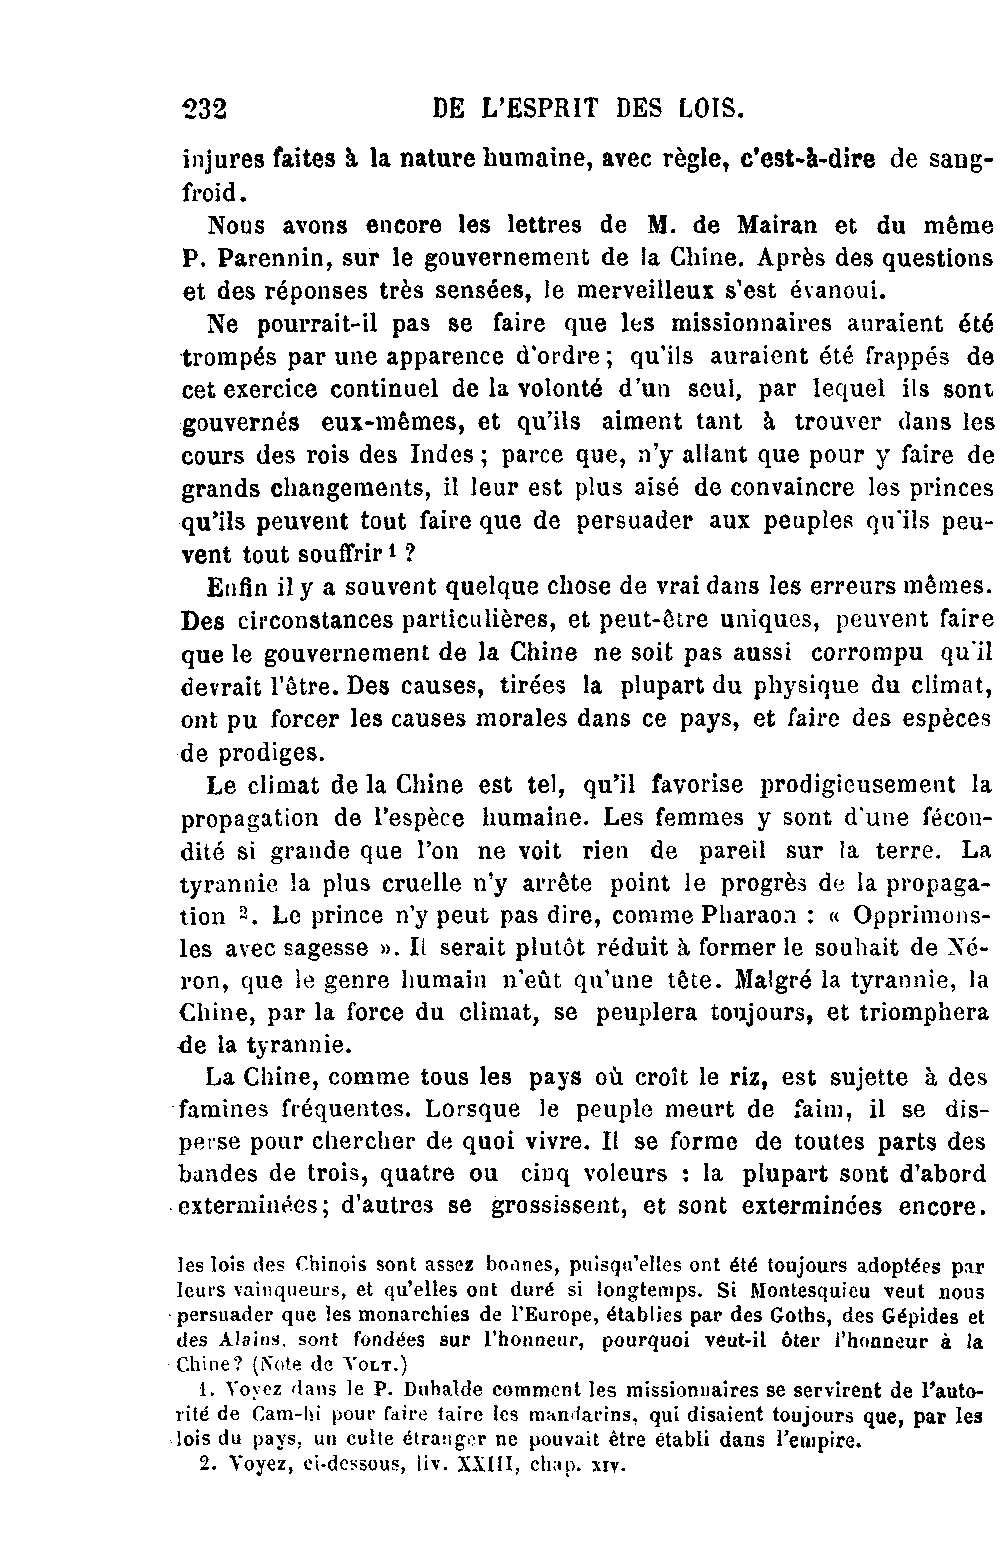 232 DE L'ESPRIT DES LOIS.
injures faites à la nature humaine, avec règle, c'est-à-dire de sang-
froid.
Nous avons encore les lettres de M. de Mairan et du même
P. Parennin, sur le gouvernement de la Chine. Après des questions
et des réponses très sensées, le merveilleux s'est évanoui.
Ne pourrait-il pas se faire que les missionnaires auraient été
trompés par une apparence d'ordre ; qu'ils auraient été frappés de
cet exercice continuel de la volonté d'un seul, par lequel ils sont
gouvernés eux-mêmes, et qu'ils aiment tant à trouver dans les
cours des rois des Indes ; parce que, n'y allant que pour y faire de
grands changements, il leur est plus aisé de convaincre les princes
qu'ils peuvent tout faire que de persuader aux peuples qu'ils peu-
vent tout souffrir 1 ?
Enfin il y a souvent quelque chose de vrai dans les erreurs mêmes.
Des circonstances particulières, et peut-être uniques, peuvent faire
que le gouvernement de la Chine ne soit pas aussi corrompu qu'il
devrait l'être. Des causes, tirées la plupart du physique du climat,
ont pu forcer les causes morales dans ce pays, et faire des espèces
de prodiges.
Le climat de la Chine est tel, qu'il favorise prodigieusement la
propagation de l'espèce humaine. Les femmes y sont d'une fécon-
dité si grande que l'on ne voit rien de pareil sur la terre. La
tyrannie la plus cruelle n'y arrête point le progrès de la propaga-
tion 2. Le prince n'y peut pas dire, comme Pharaon : « Opprimons-
les avec sagesse ». Il serait plutôt réduit à former le souhait de Né-
ron, que le genre humain n'eût qu'une tête. Malgré la tyrannie, la
Chine, par la force du climat, se peuplera toujours, et triomphera
de la tyrannie.
La Chine, comme tous les pays où croît le riz, est sujette à des
famines fréquentes. Lorsque le peuple meurt de faim, il se dis-
perse pour chercher de quoi vivre. Il se forme de toutes parts des
bandes de trois, quatre ou cinq voleurs : la plupart sont d'abord
exterminées ; d'autres se grossissent, et sont exterminées encore.
les lois des Chinois sont assez bonnes, puisqu'elles ont été toujours adoptées par
leurs vainqueurs, et qu'elles ont duré si longtemps. Si Montesquieu veut nous
persuader que les monarchies de l'Europe, établies par des Goths, des Gépides et
des Alains, sont fondées sur l'honneur, pourquoi veut-il ôter l'honneur à la
Chine? (Note de VOLT.)
1. Voyez dans le P. Duhalde comment les missionnaires se servirent de l'auto-
rité de Cam-hi pour faire taire les mandarins, qui disaient toujours que, par les
lois du pays, un culte étranger ne pouvait être établi dans l'empire.
2. Voyez, ci-dessous, liv. XXIII, chap. XIV.